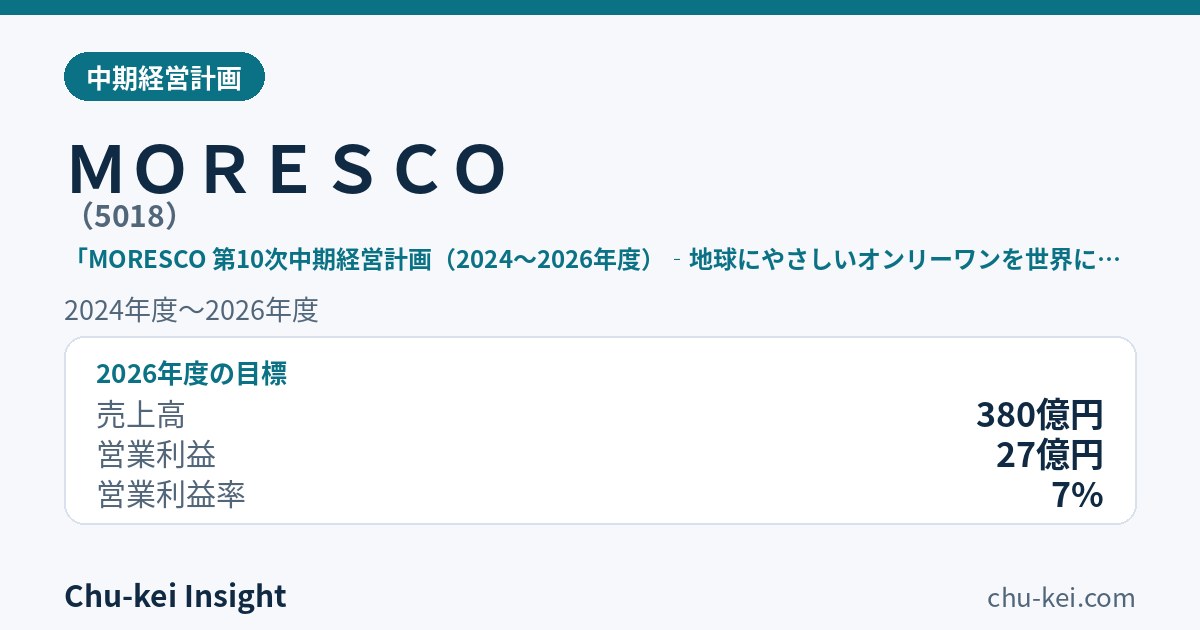 中期経営計画
ＭＯＲＥＳＣＯ
（5018）
「MORESCO 第10次中期経営計画（2024〜2026年度）‐地球にやさしいオンリーワンを世界に…
2024年度〜2026年度
2026年度の目標
売上高 380億円
営業利益 27億円
営業利益率 7%
Chu-kei Insight
chu-kei.com